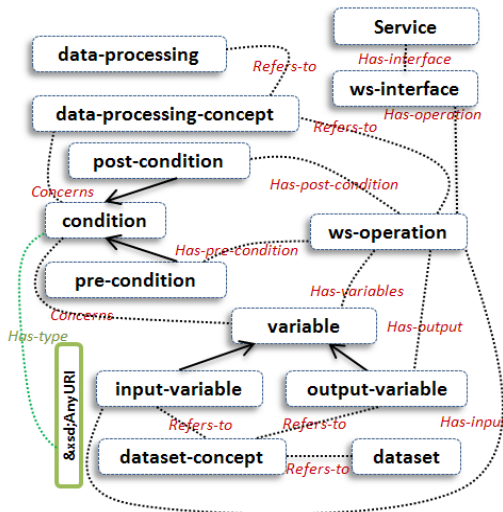 Service
data-processing
Has-interface
Refers-to
ws-interface
data-processing-concept
Has-operation
Refers-to
post-condition
Has-post-condition
Concerns
condition
ws-operation
Has-pre-condition
pre-condition
Has-variables
Concerns
variable
Has-output
Has-type
&xsd;AnyURI
input-variable
output-variable
Refers-to
Refers-to
Has-input
dataset-concept
Refers-to
dataset